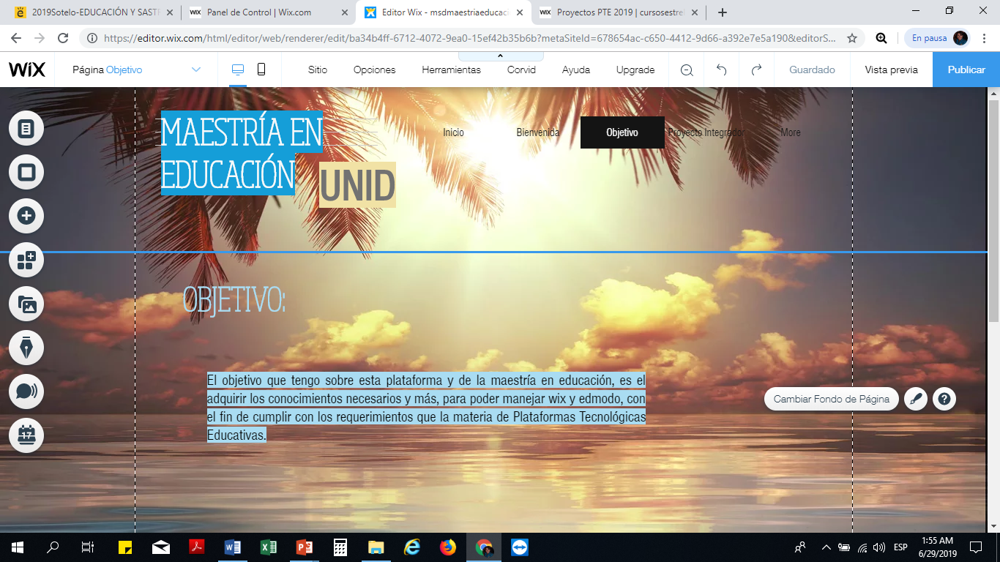 2019Sotelo-EDUCACIÓN Y SAST
Panel de Control | Wix.com
Editor Wix - msdmaestriaeducaci
WIX Proyectos PTE 2019 | cursosestre
https://editor.wix.com/html/editor/web/renderer/edit/ba34b4ff-6712-4072-9ea0-15ef42b35b6b?metaSiteId=678654ac-c650-4412-9d66-a392e7e5a190&editorS...
En pausa
WiX
Página Objetivo
Sitio
Opciones
Herramientas
Corvid
Ayuda
Upgrade
Guardado
Vista previa
Publicar
MAESTRÍA EN
EDUCACIÓN
UNID
Inicio
Bienvenida
Objetivo
Proyecto Integrador
More
OBJETIVO:
El objetivo que tengo sobre esta plataforma y de la maestría en educación, es el
adquirir los conocimientos necesarios y más, para poder manejar wix y edmodo, con
el fin de cumplir con los requerimientos que la materia de Plataformas Tecnológicas
Educativas.
Cambiar Fondo de Página
?
17
ESP
1:55 AM
6/29/2019